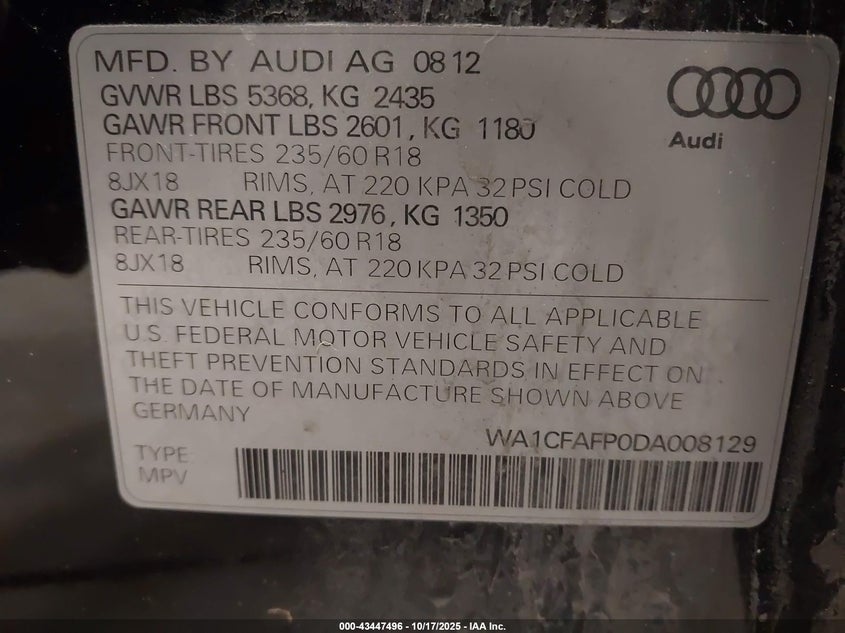 MFD. BY AUDI AG 0812
GVWR LBS 5368, KG 2435
GAWR FRONT LBS 2601, KG 1180
FRONT-TIRES 235/60 R18
8JX18 RIMS, AT 220 KPA 32 PSI COLD
GAWR REAR LBS 2976, KG 1350
REAR-TIRES 235/60 R18
8JX18 RIMS, AT 220 KPA 32 PSI COLD
Audi
THIS VEHICLE CONFORMS TO ALL APPLICABLE
U.S. FEDERAL MOTOR VEHICLE SAFETY AND
THEFT PREVENTION STANDARDS IN EFFECT ON
THE DATE OF MANUFACTURE SHOWN ABOVE
GERMANY
WA1CFAFP0DA008129
TYPE
MPV
000-43447496 - 10/17/2025 - IAA Inc.